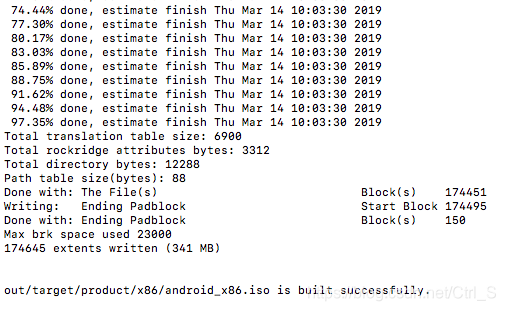 74.44% done, estimate finish Thu Mar 14 10:03:30 2019
77.30% done, estimate finish Thu Mar 14 10:03:30 2019
80.17% done, estimate finish Thu Mar 14 10:03:30 2019
83.03% done, estimate finish Thu Mar 14 10:03:30 2019
85.89% done, estimate finish Thu Mar 14 10:03:30 2019
88.75% done, estimate finish Thu Mar 14 10:03:30 2019
91.62% done, estimate finish Thu Mar 14 10:03:30 2019
94.48% done, estimate finish Thu Mar 14 10:03:30 2019
97.35% done, estimate finish Thu Mar 14 10:03:30 2019
Total translation table size: 6900
Total rockridge attributes bytes: 3312
Total directory bytes: 12288
Path table size(bytes): 88
Done with: The File(s) Block(s) 174451
Writing: Ending Padblock Start Block 174495
Done with: Ending Padblock Block(s) 150
Max brk space used 23000
174645 extents written (341 MB)
out/target/product/x86/android_x86.iso is built successfully.
https://blog.csdn.net/Ctrl_S